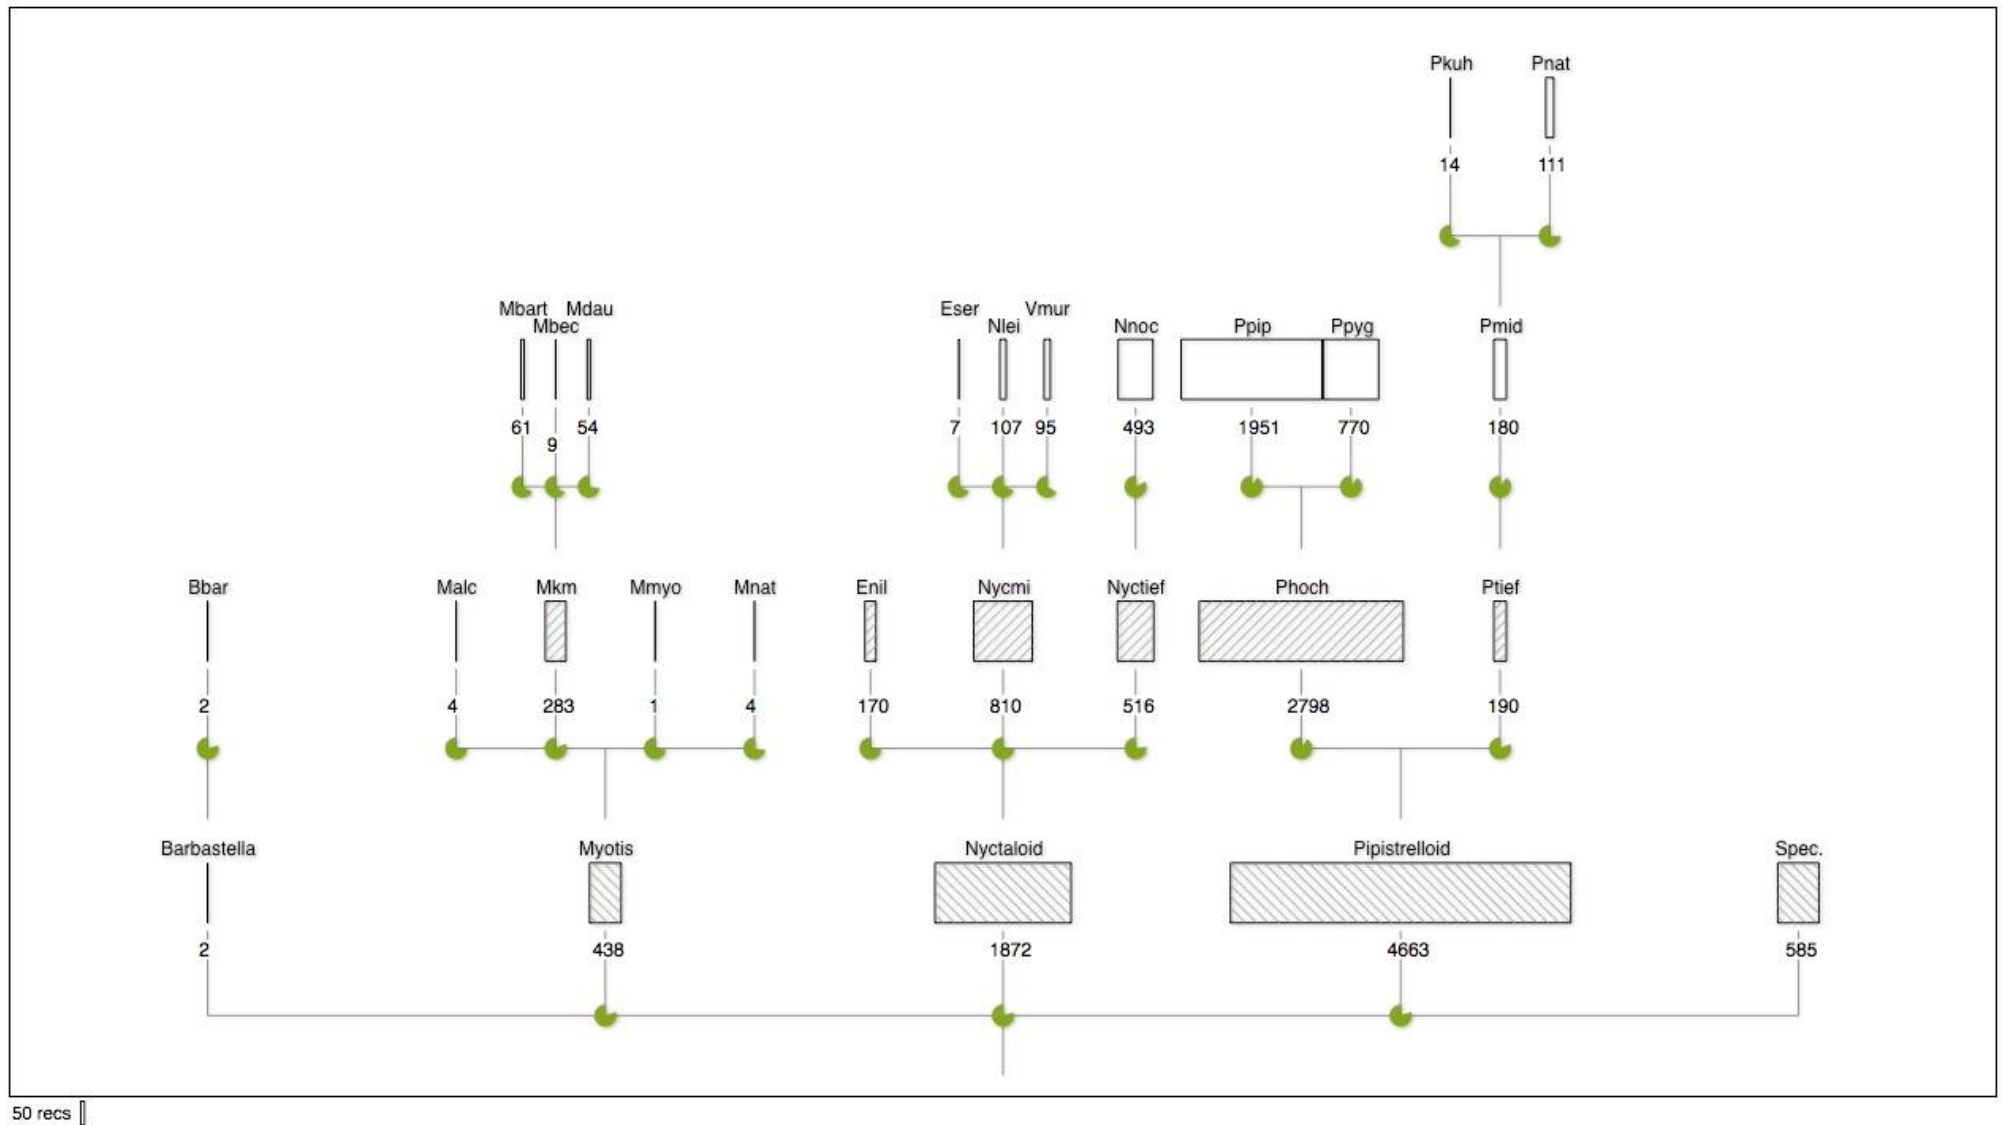 Pkuh Pnat
14 111
Mbart Mdau Eser Vmur
Mbec Nlei Nnoc Ppip Ppyg Pmid
61 54 7 107 95 493 1951 770 180
9
Bbar Malc Mkm Mmyo Mnat Enil Nycmi Nyctief Phoch Ptief
2 4 283 1 4 170 810 516 2798 190
Barbastella Myotis Nyctaloid Pipistrelloid Spec.
2 438 1872 4663 585
50 recs